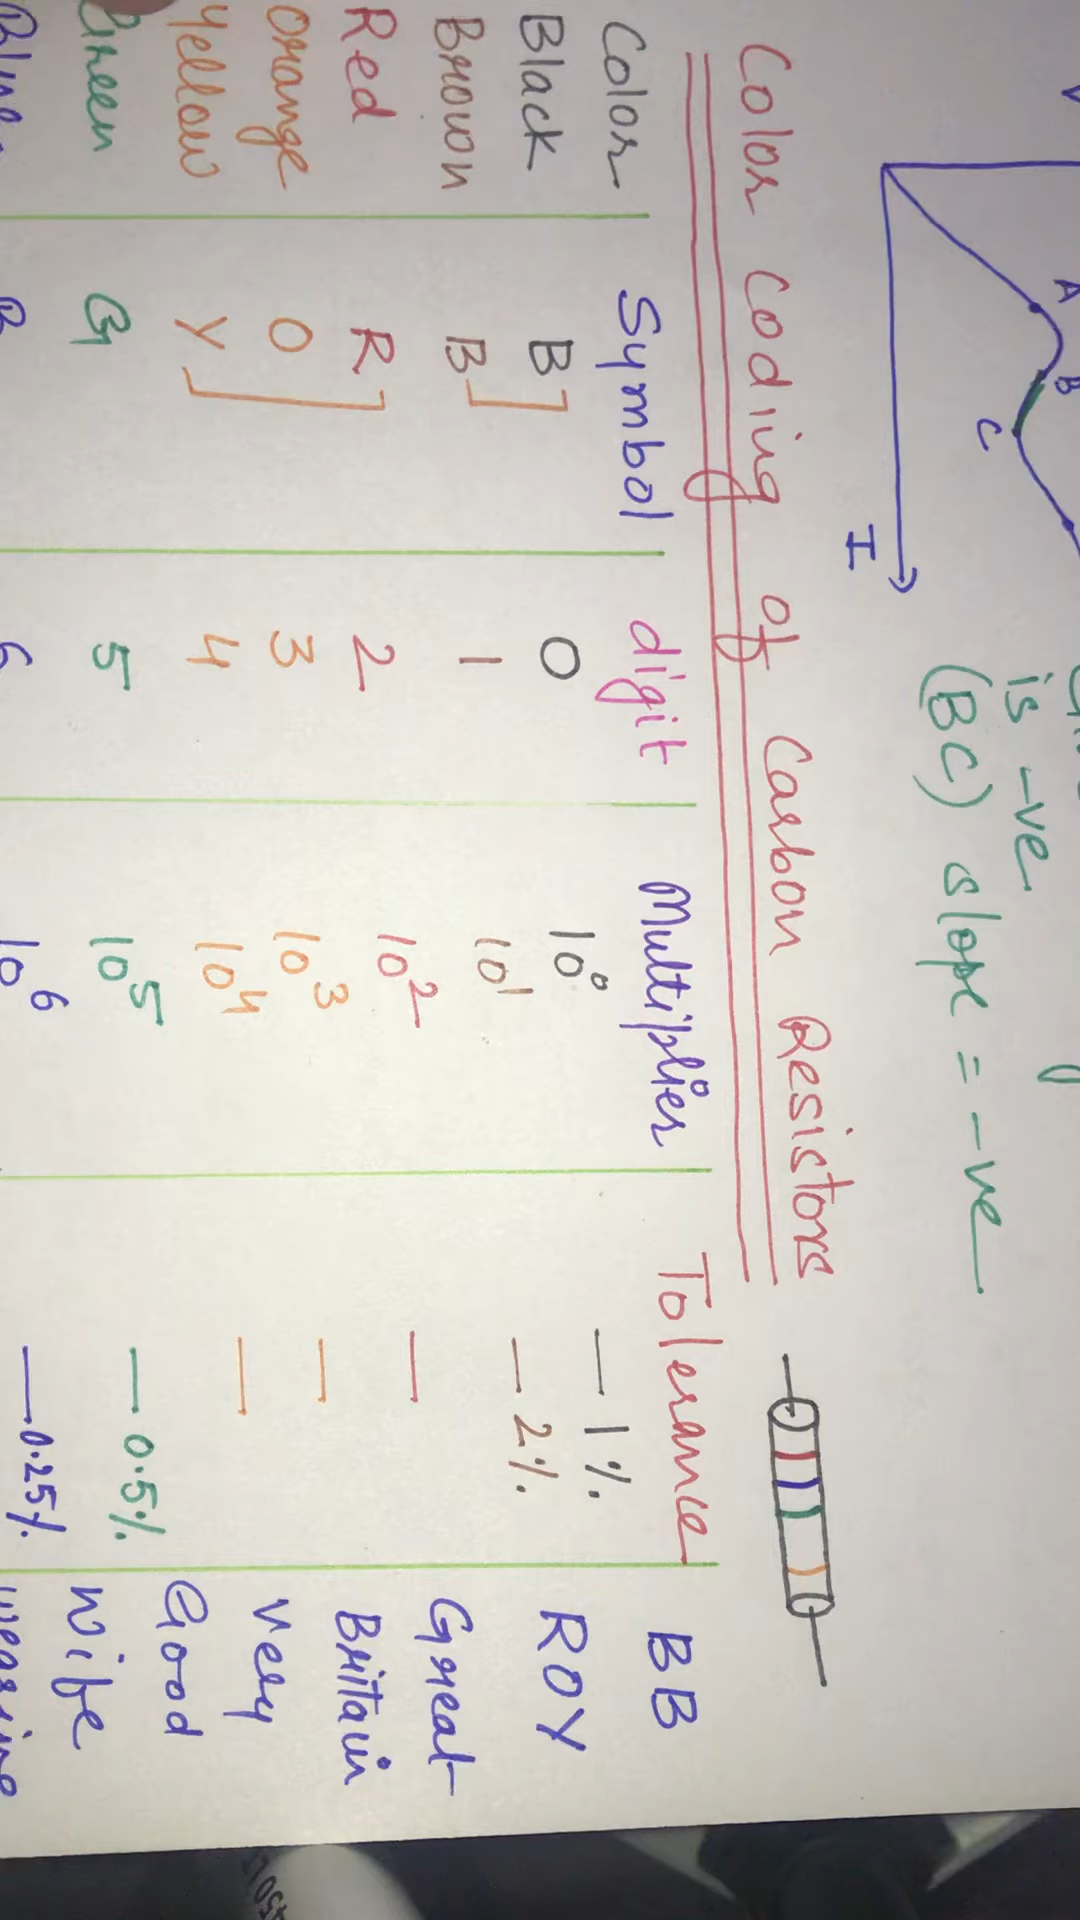 V
A
B
C
I
is -ve
(BC) slope = -ve
Color Coding of Carbon Resistors
Color Symbol digit Multiplier Tolerance
Black B 0 10⁰ — 1%
Brown B 1 10¹ — 2%
Red R 2 10² —
Orange O 3 10³ —
Yellow Y 4 10⁴ —
Green G 5 10⁵ — 0.5%
Blue B 6 10⁶ — 0.25%
BB
ROY
Great
Britain
Very
Good
Wife